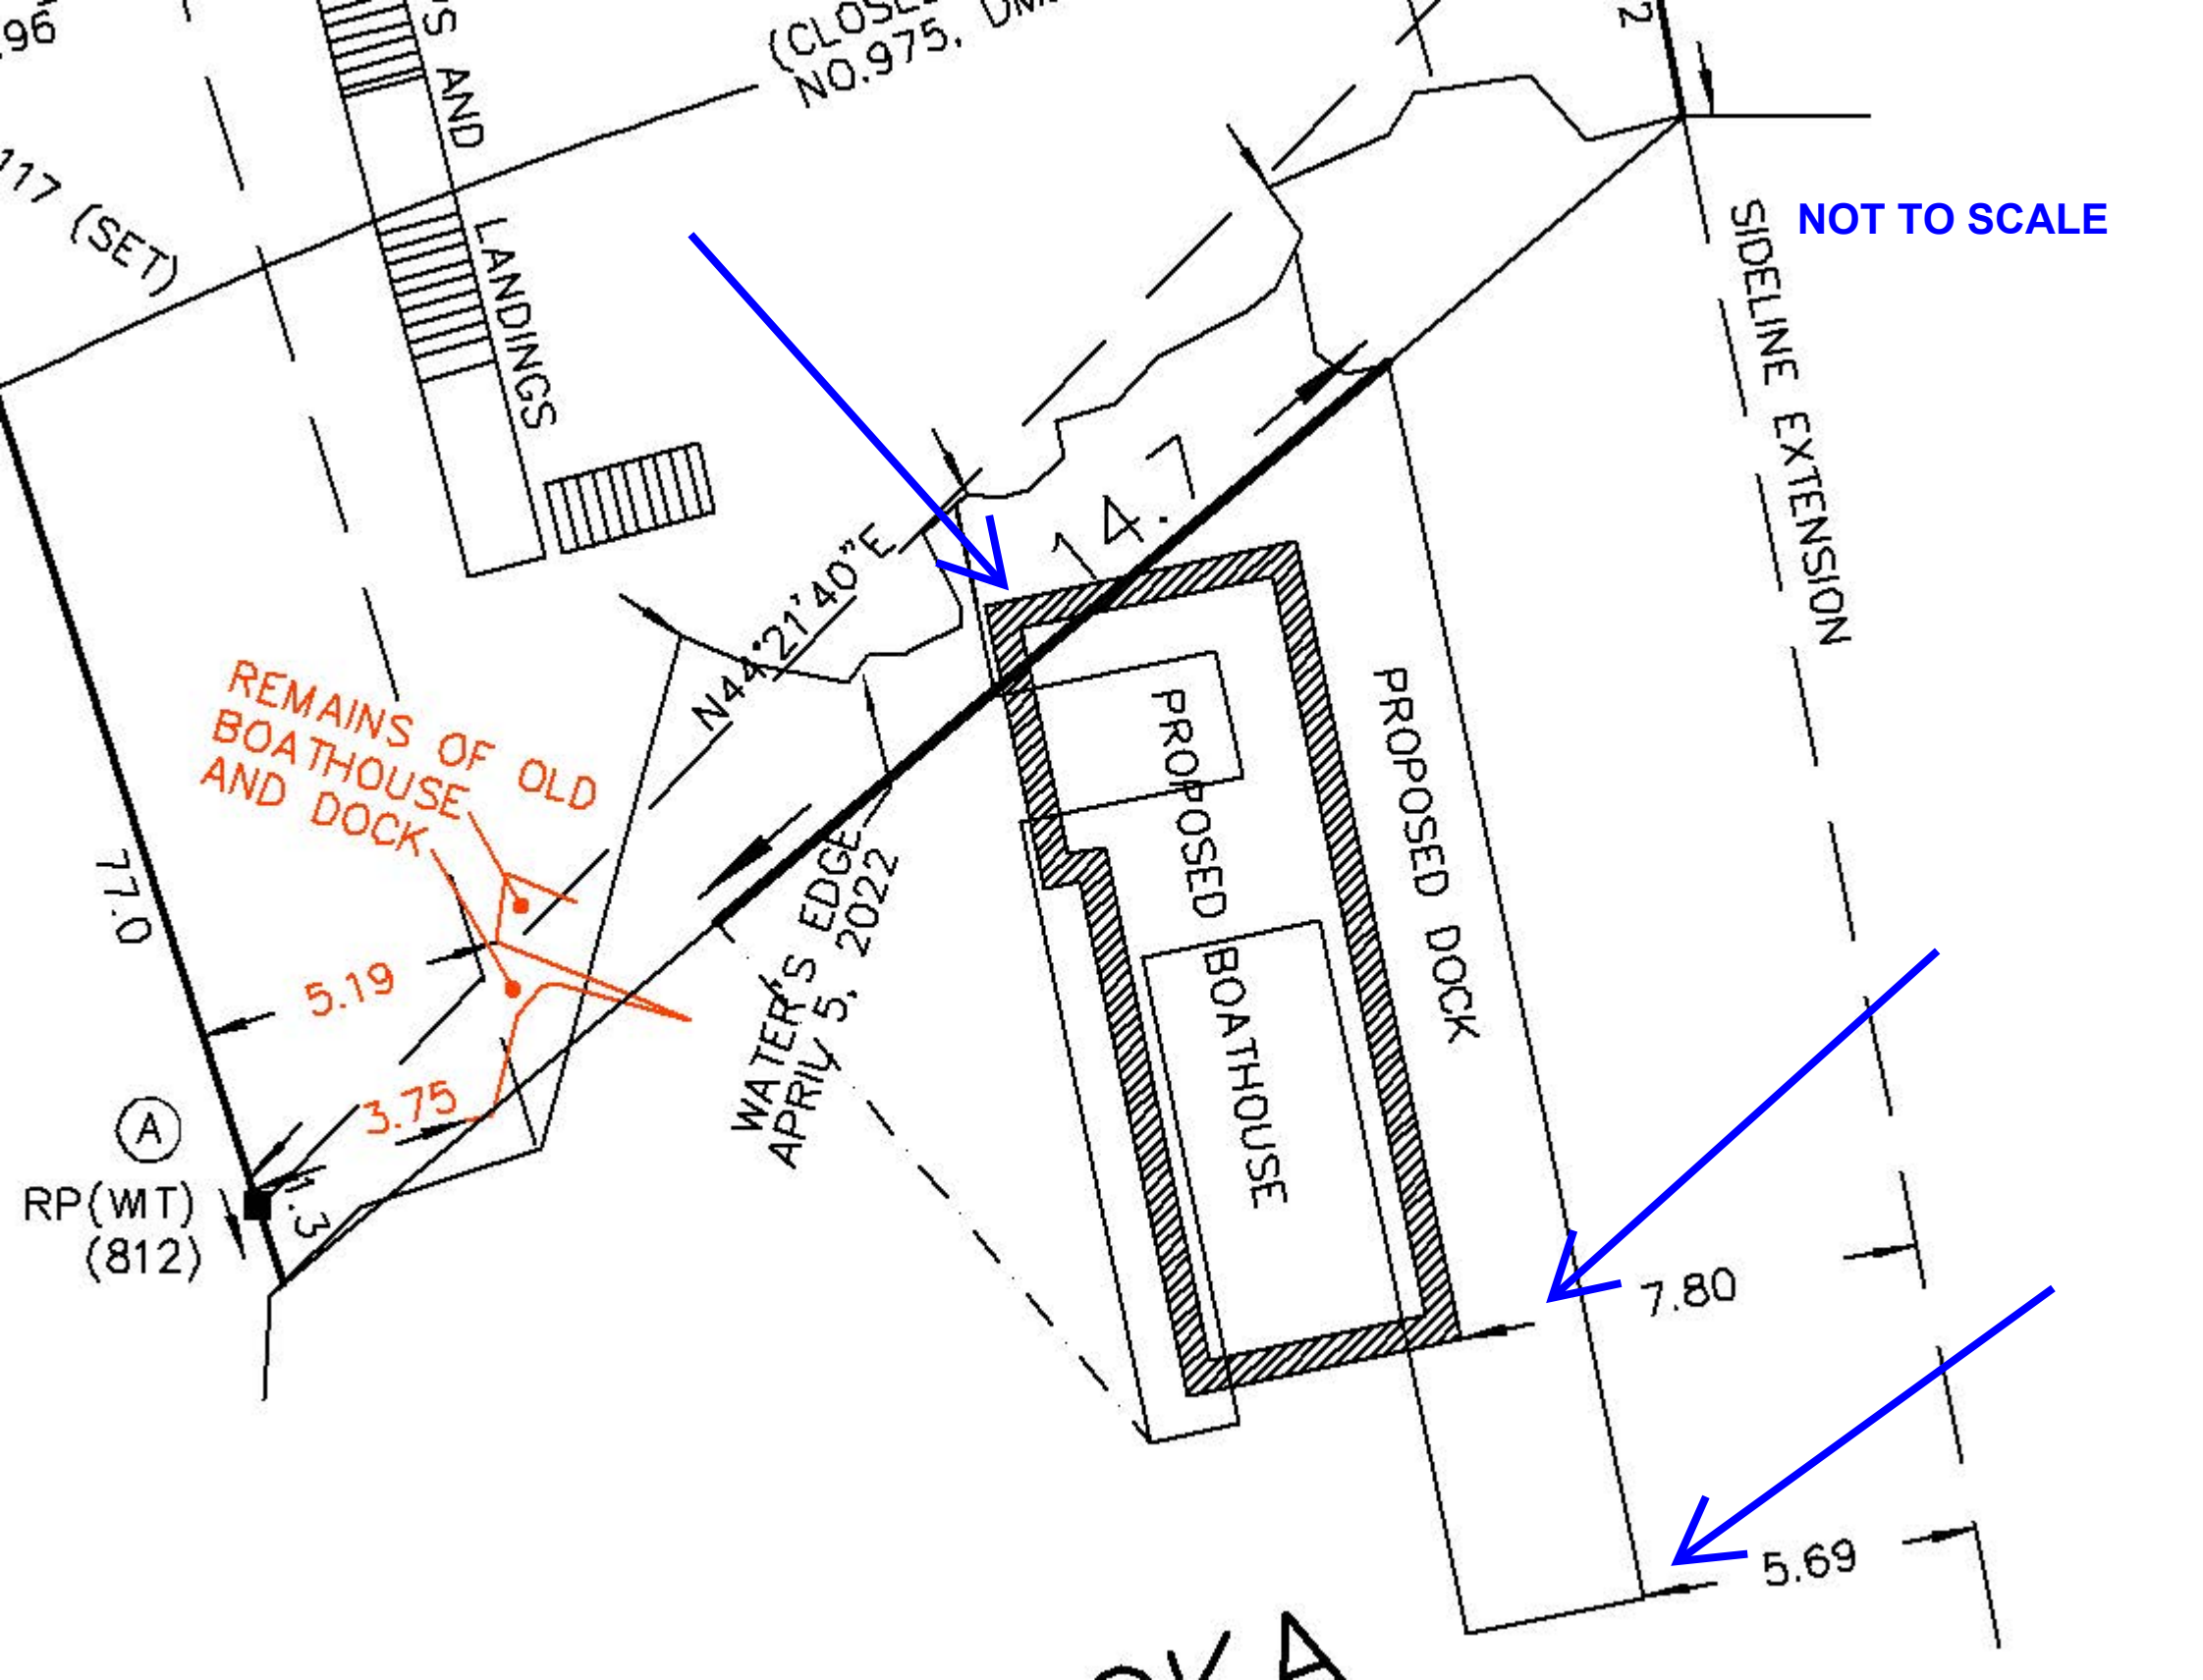 96
(SET)
AND
LANDINGS
NO.975,
2
NOT TO SCALE
SIDELINE EXTENSION
14.7
N44°21'40"E
REMAINS OF OLD
BOATHOUSE
AND DOCK
PROPOSED DOCK
PROPOSED BOATHOUSE
WATER'S EDGE
APRIL 5, 2022
77.0
5.19
3.75
A
RP(WIT)
(812)
1.3
7.80
5.69